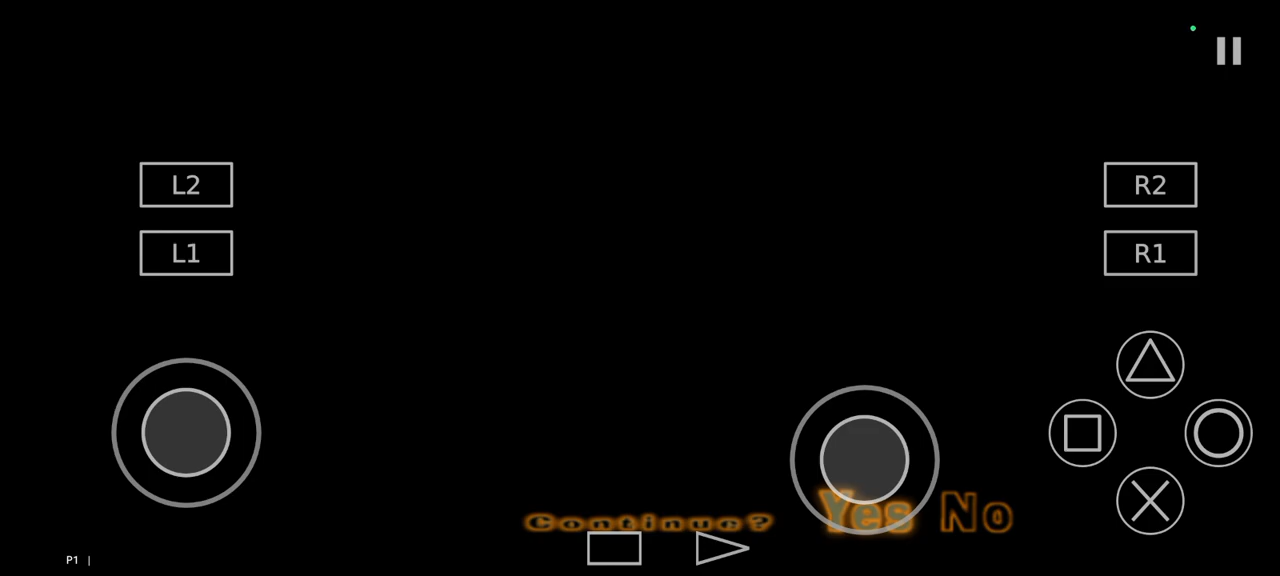 L2
R2
L1
R1
Continue? Yes No
P1 |